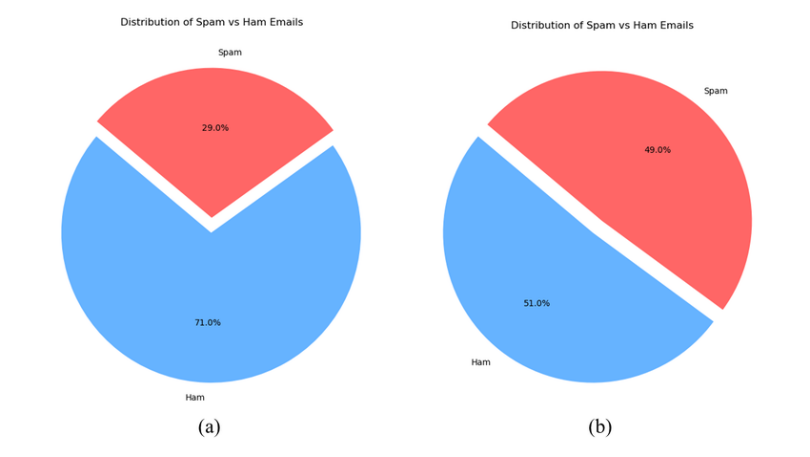 Distribution of Spam vs Ham Emails
Spam
29.0%
71.0%
Ham
(a)
Distribution of Spam vs Ham Emails
Spam
49.0%
51.0%
Ham
(b)